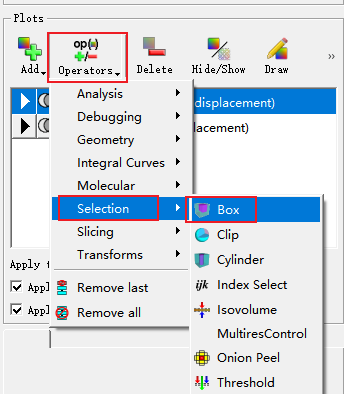 Plots
op(-)
+/-
Add Operators Delete Hide/Show Draw »
displacement)
lacement)
Analysis
Debugging
Geometry
Integral Curves
Molecular
Selection
Slicing
Transforms
Remove last
Remove all
Apply t
Appl
Appl
Box
Clip
Cylinder
ijk Index Select
Isovolume
MultiresControl
Onion Peel
Threshold